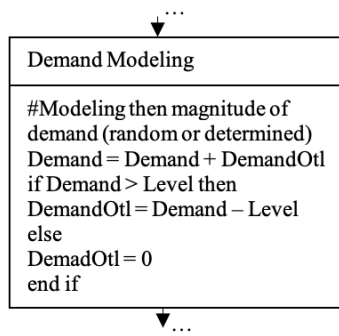 …
Demand Modeling
#Modeling then magnitude of
demand (random or determined)
Demand = Demand + DemandOtl
if Demand > Level then
DemandOtl = Demand – Level
else
DemadOtl = 0
end if
…